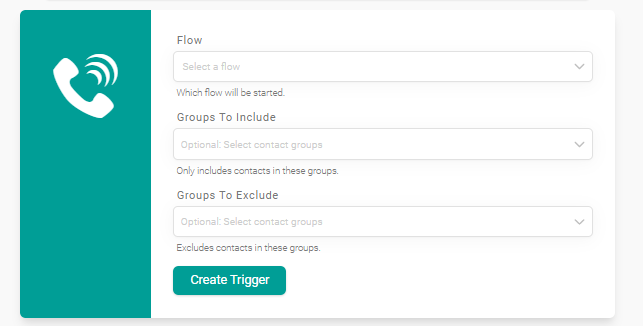 Flow
Select a flow
Which flow will be started.
Groups To Include
Optional: Select contact groups
Only includes contacts in these groups.
Groups To Exclude
Optional: Select contact groups
Excludes contacts in these groups.
Create Trigger